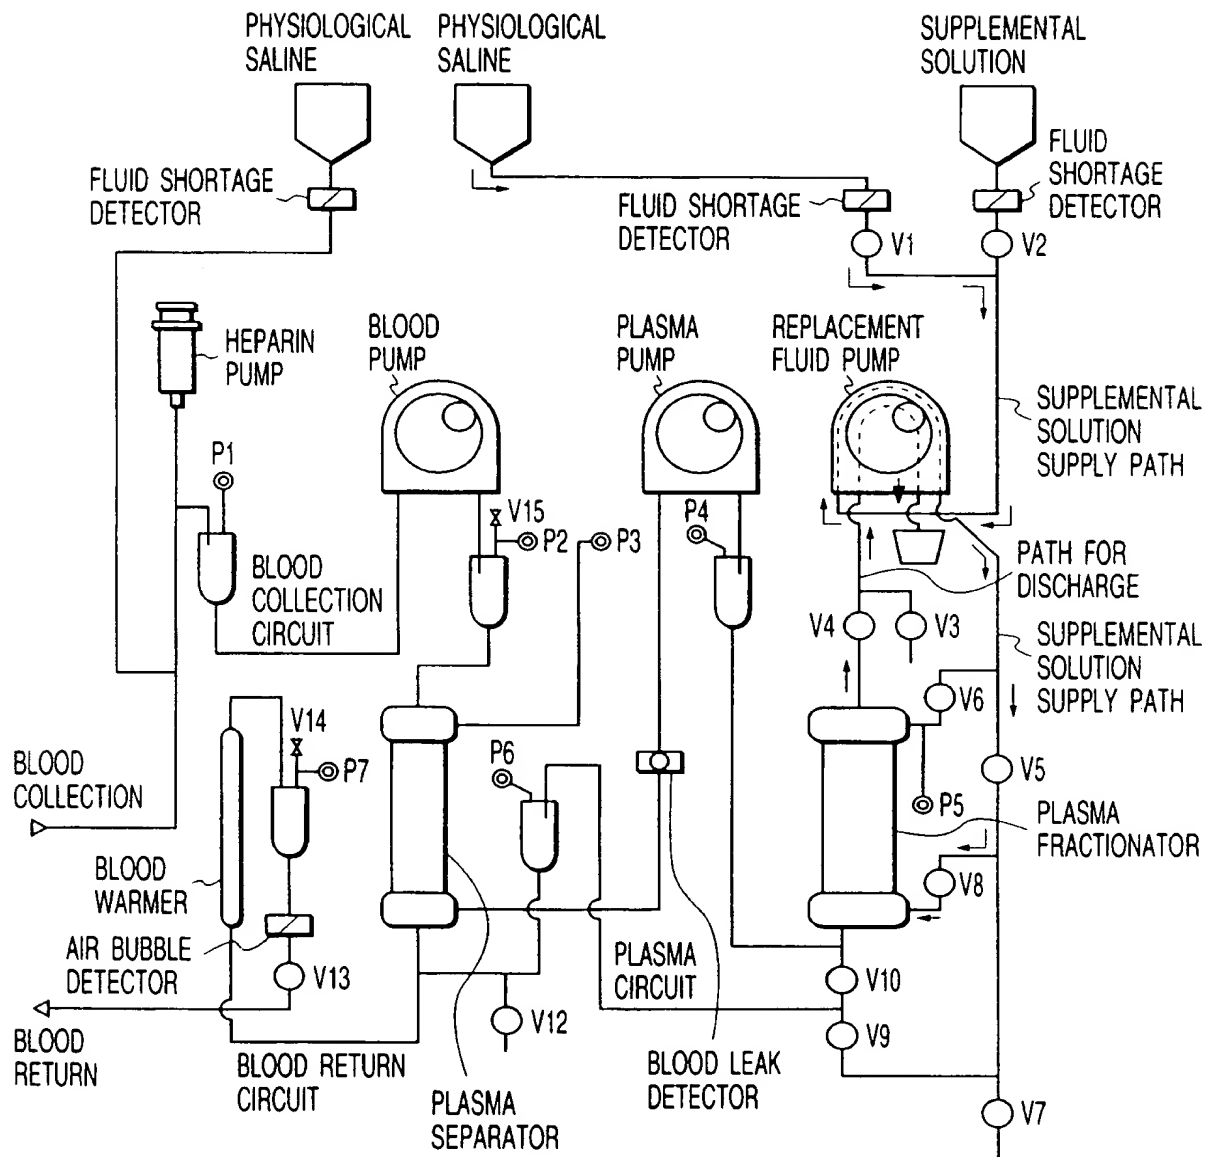 PHYSIOLOGICAL
SALINE
PHYSIOLOGICAL
SALINE
SUPPLEMENTAL
SOLUTION
FLUID SHORTAGE
DETECTOR
FLUID SHORTAGE
DETECTOR
FLUID
SHORTAGE
DETECTOR
V1
V2
HEPARIN
PUMP
BLOOD
PUMP
PLASMA
PUMP
REPLACEMENT
FLUID PUMP
SUPPLEMENTAL
SOLUTION
SUPPLY PATH
P1
V15
P2
P3
P4
BLOOD
COLLECTION
CIRCUIT
PATH FOR
DISCHARGE
V4
V3
SUPPLEMENTAL
SOLUTION
SUPPLY PATH
V6
V14
P7
P6
V5
P5
BLOOD
COLLECTION
PLASMA
FRACTIONATOR
BLOOD
WARMER
V8
AIR BUBBLE
DETECTOR
V13
PLASMA
CIRCUIT
V10
V12
V9
BLOOD
RETURN
BLOOD RETURN
CIRCUIT
PLASMA
SEPARATOR
BLOOD LEAK
DETECTOR
V7